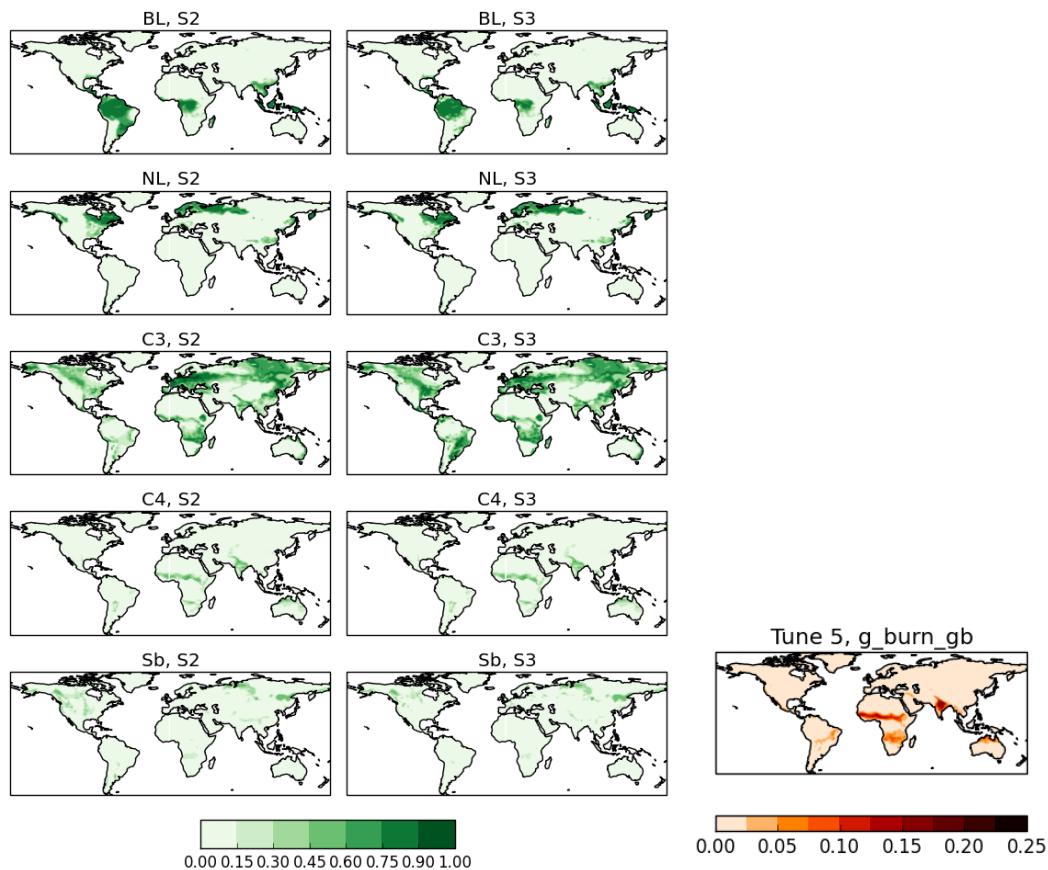 BL, S2
BL, S3
NL, S2
NL, S3
C3, S2
C3, S3
C4, S2
C4, S3
Sb, S2
Sb, S3
0.00 0.15 0.30 0.45 0.60 0.75 0.90 1.00
Tune 5, g_burn_gb
0.00 0.05 0.10 0.15 0.20 0.25